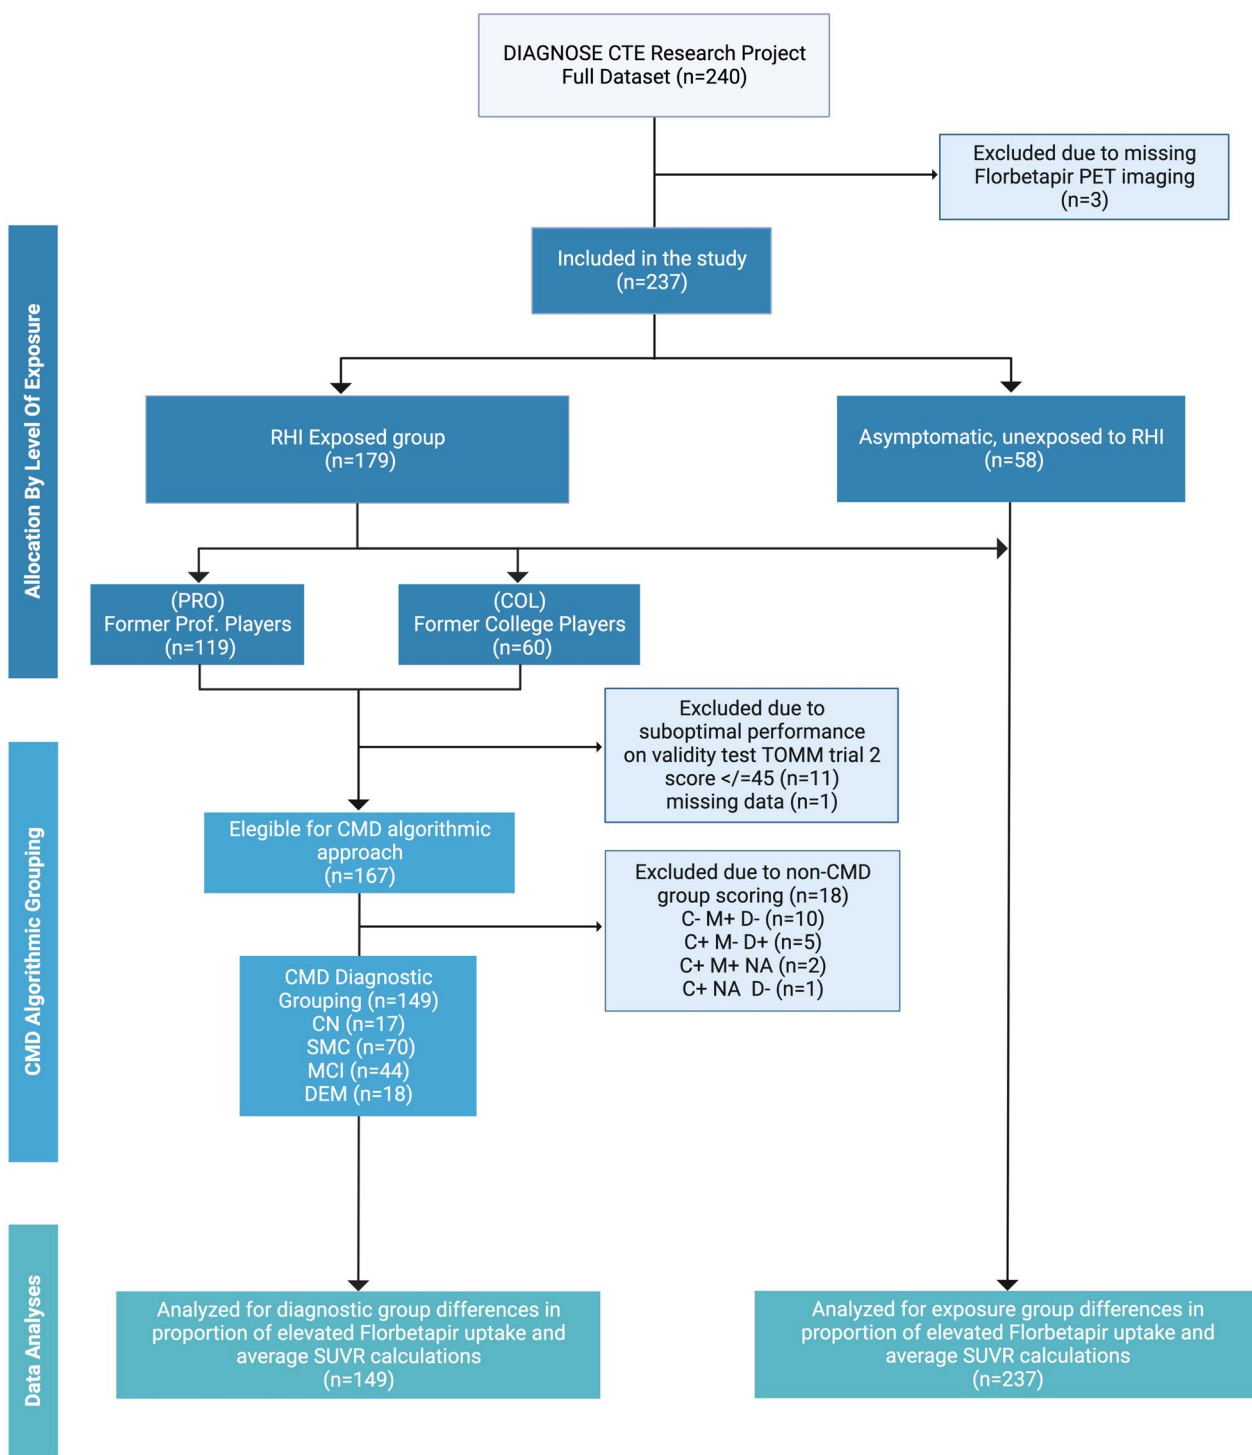 DIAGNOSE CTE Research Project
Full Dataset (n=240)
Excluded due to missing
Florbetapir PET imaging
(n=3)
Allocation By Level Of Exposure
Included in the study
(n=237)
RHI Exposed group
(n=179)
Asymptomatic, unexposed to RHI
(n=58)
(PRO)
Former Prof. Players
(n=119)
(COL)
Former College Players
(n=60)
Excluded due to
suboptimal performance
on validity test TOMM trial 2
score </=45 (n=11)
missing data (n=1)
CMD Algorithmic Grouping
Elegible for CMD algorithmic
approach
(n=167)
Excluded due to non-CMD
group scoring (n=18)
C- M+ D- (n=10)
C+ M- D+ (n=5)
C+ M+ NA (n=2)
C+ NA D- (n=1)
CMD Diagnostic
Grouping (n=149)
CN (n=17)
SMC (n=70)
MCI (n=44)
DEM (n=18)
Data Analyses
Analyzed for diagnostic group differences in
proportion of elevated Florbetapir uptake and
average SUVR calculations
(n=149)
Analyzed for exposure group differences in
proportion of elevated Florbetapir uptake and
average SUVR calculations
(n=237)